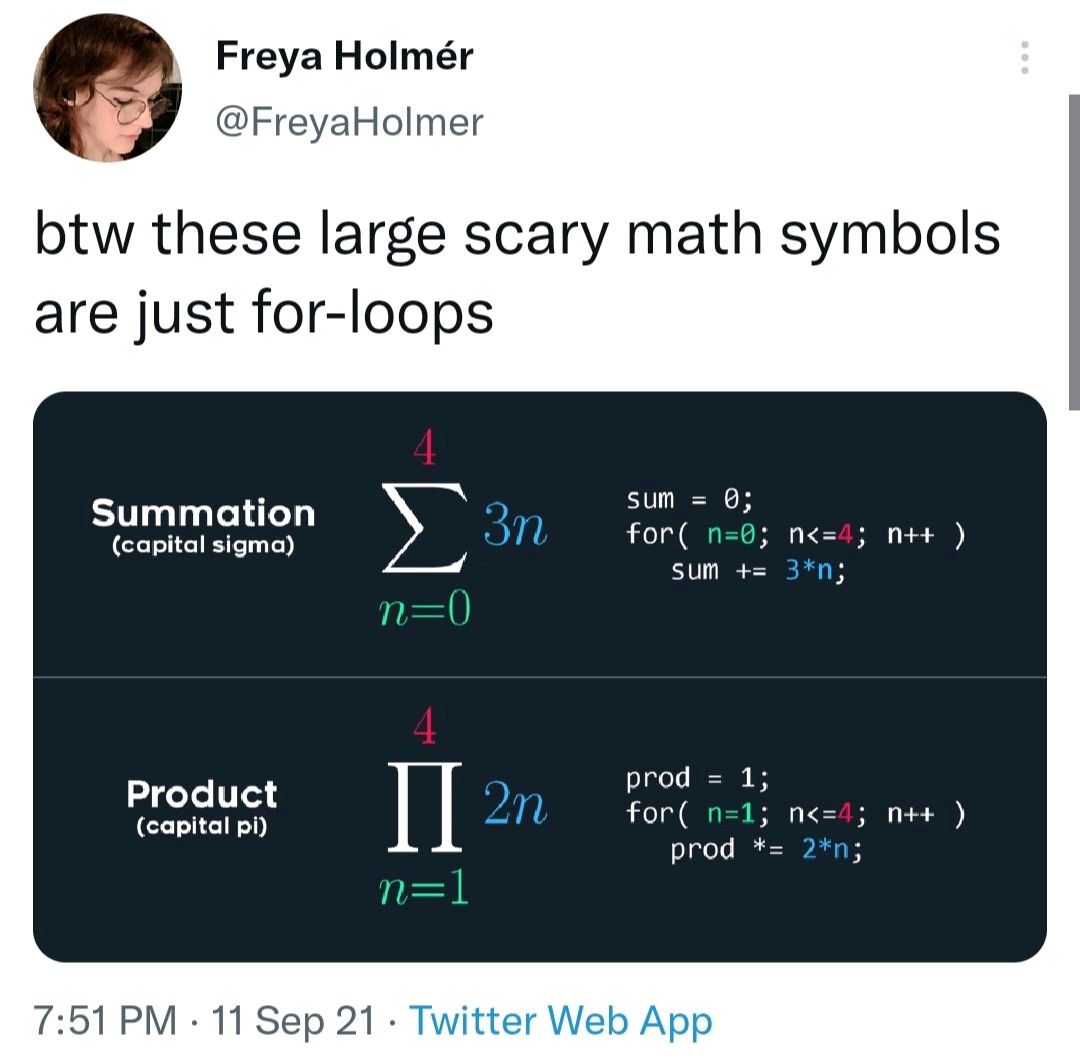 Freya Holmér
@FreyaHolmer
btw these large scary math symbols
are just for-loops
Summation
(capital sigma)
4
∑ 3n
n=0
sum = 0;
for( n=0; n<=4; n++ )
sum += 3*n;
Product
(capital pi)
4
∏ 2n
n=1
prod = 1;
for( n=1; n<=4; n++ )
prod *= 2*n;
7:51 PM · 11 Sep 21 · Twitter Web App